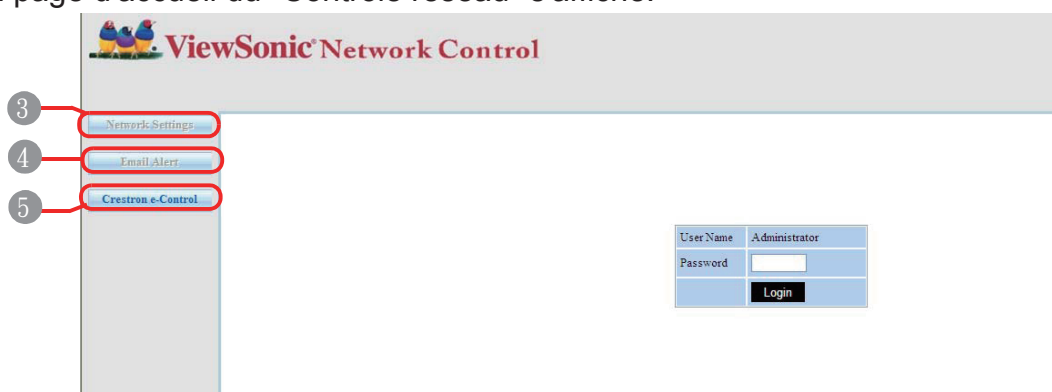 page d'accueil du "Contrôle réseau" s'affiche.
ViewSonic® Network Control
3
Network Settings
4
Email Alert
5
Crestron e-Control
User Name Administrator
Password
Login